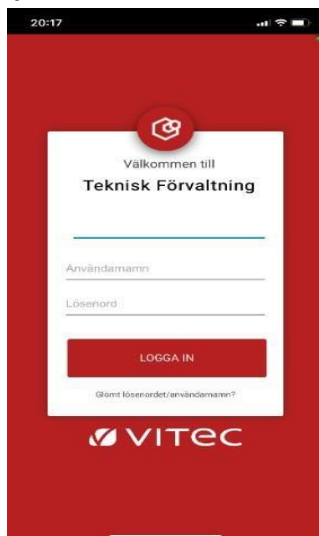 20:17
Välkommen till
Teknisk Förvaltning
Användarnamn
Lösenord
LOGGA IN
Glömt lösenordet/användarnamn?
VITEC